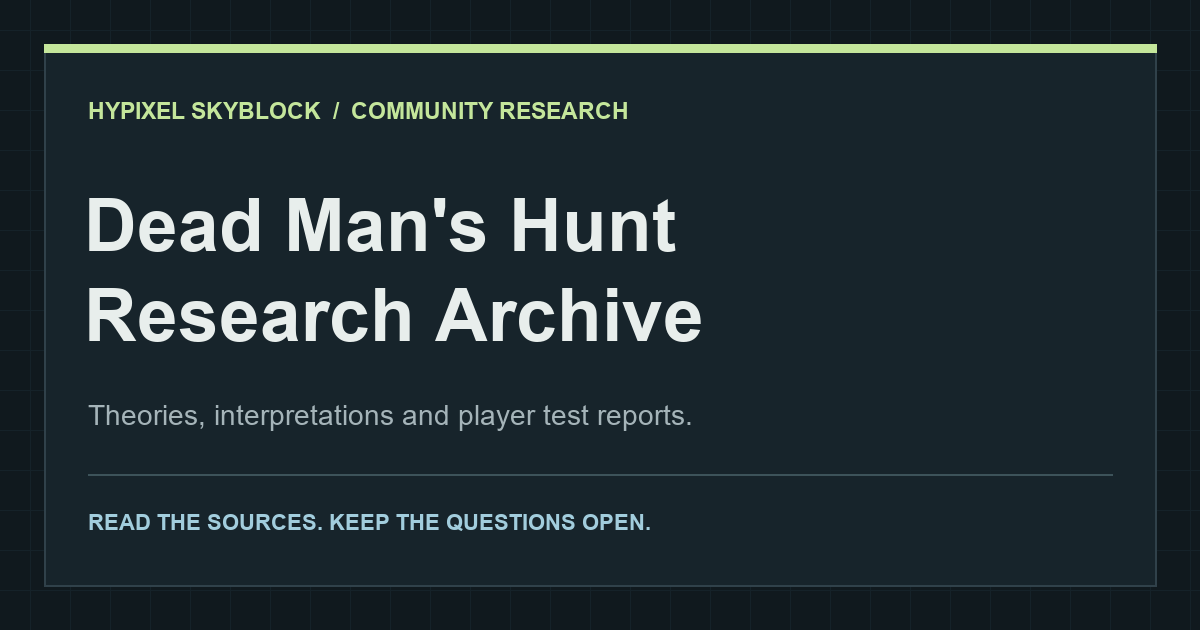 HYPIXEL SKYBLOCK / COMMUNITY RESEARCH
Dead Man's Hunt
Research Archive
Theories, interpretations and player test reports.
READ THE SOURCES. KEEP THE QUESTIONS OPEN.